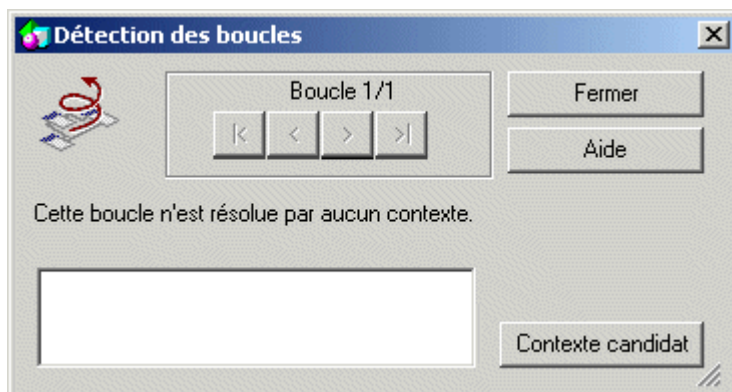 Détection des boucles
Boucle 1/1
|<
<
>
>|
Fermer
Aide
Cette boucle n'est résolue par aucun contexte.
Contexte candidat